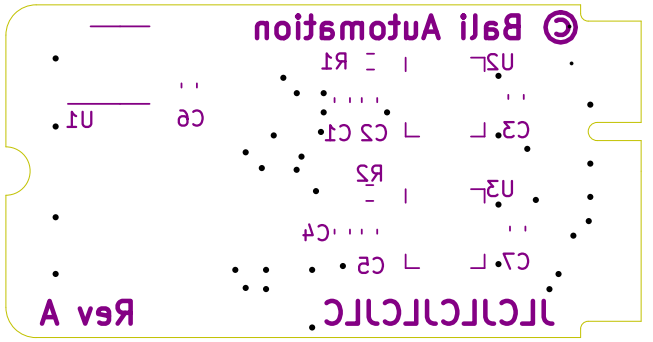 © Bali Automation
R1
U2
U1
C6
C1
C2
C3
R2
U3
C4
C5
C7
Rev A
JLCJLCJLCJLC